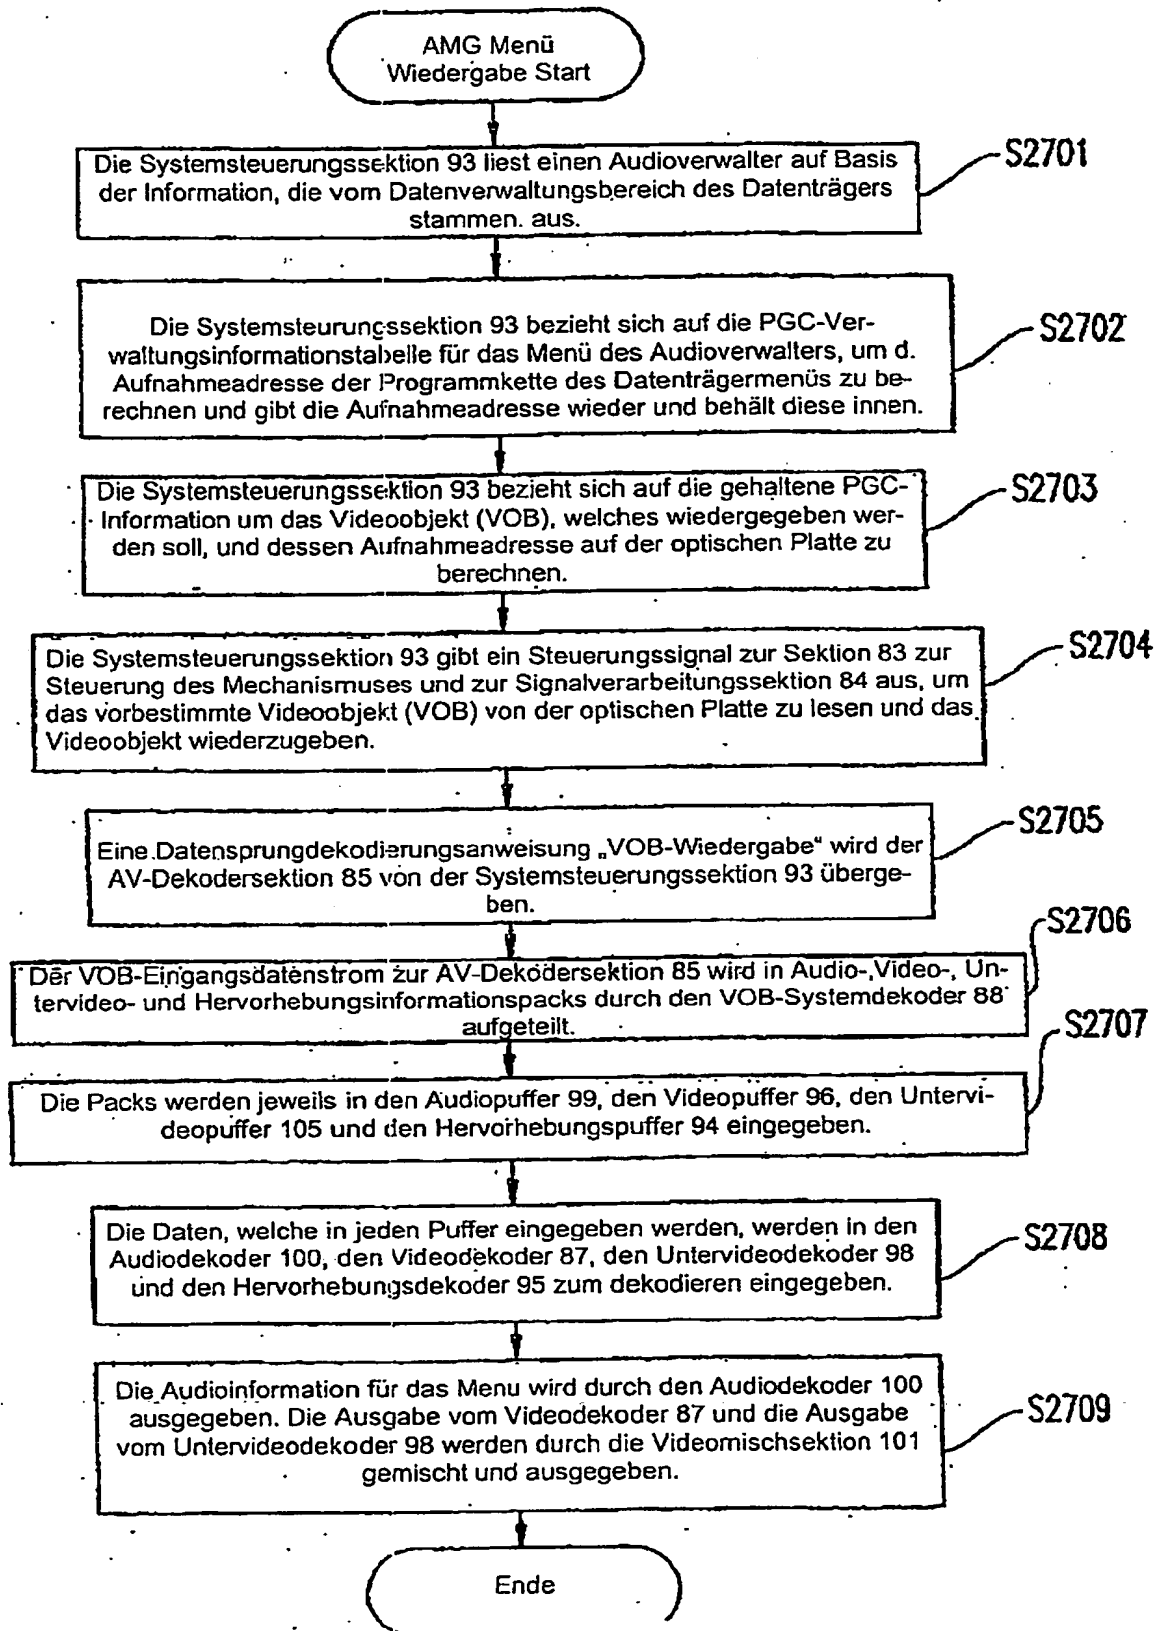 AMG Menü
Wiedergabe Start
Die Systemsteuerungssektion 93 liest einen Audioverwalter auf Basis
der Information, die vom Datenverwaltungsbereich des Datenträgers
stammen. aus.
S2701
Die Systemsteurungssektion 93 bezieht sich auf die PGC-Ver-
waltungsinformationstabelle für das Menü des Audioverwalters, um d.
Aufnahmeadresse der Programmkette des Datenträgermenüs zu be-
rechnen und gibt die Aufnahmeadresse wieder und behält diese innen.
S2702
Die Systemsteuerungssektion 93 bezieht sich auf die gehaltene PGC-
Information um das Videoobjekt (VOB), welches wiedergegeben wer-
den soll, und dessen Aufnahmeadresse auf der optischen Platte zu
berechnen.
S2703
Die Systemsteuerungssektion 93 gibt ein Steuerungssignal zur Sektion 83 zur
Steuerung des Mechanismuses und zur Signalverarbeitungssektion 84 aus, um
das vorbestimmte Videoobjekt (VOB) von der optischen Platte zu lesen und das
Videoobjekt wiederzugeben.
S2704
Eine Datensprungdekodierungsanweisung „VOB-Wiedergabe“ wird der
AV-Dekodersektion 85 von der Systemsteuerungssektion 93 überge-
ben.
S2705
Der VOB-Eingangsdatenstrom zur AV-Dekodersektion 85 wird in Audio-,Video-, Un-
tervideo- und Hervorhebungsinformationspacks durch den VOB-Systemdekoder 88
aufgeteilt.
S2706
Die Packs werden jeweils in den Audiopuffer 99, den Videopuffer 96, den Untervi-
deopuffer 105 und den Hervorhebungspuffer 94 eingegeben.
S2707
Die Daten, welche in jeden Puffer eingegeben werden, werden in den
Audiodekoder 100, den Videodekoder 87, den Untervideodekoder 98
und den Hervorhebungsdekoder 95 zum dekodieren eingegeben.
S2708
Die Audioinformation für das Menu wird durch den Audiodekoder 100
ausgegeben. Die Ausgabe vom Videodekoder 87 und die Ausgabe
vom Untervideodekoder 98 werden durch die Videomischsektion 101
gemischt und ausgegeben.
S2709
Ende